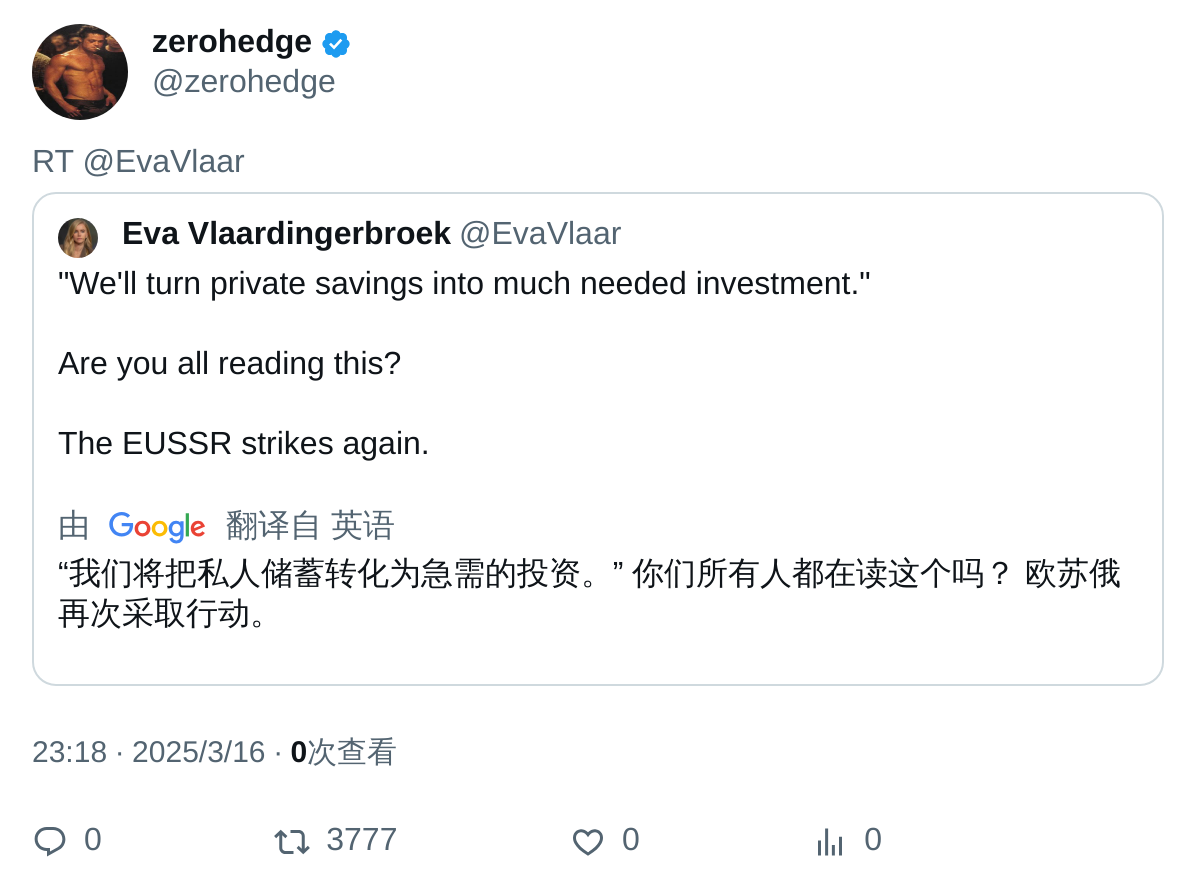 zerohedge
@zerohedge
RT @EvaVlaar
Eva Vlaardingerbroek @EvaVlaar
"We'll turn private savings into much needed investment."
Are you all reading this?
The EUSSR strikes again.
由 Google 翻译自 英语
“我们将把私人储蓄转化为急需的投资。” 你们所有人都在读这个吗？ 欧苏俄
再次采取行动。
23:18 · 2025/3/16 · 0次查看
0 3777 0 0